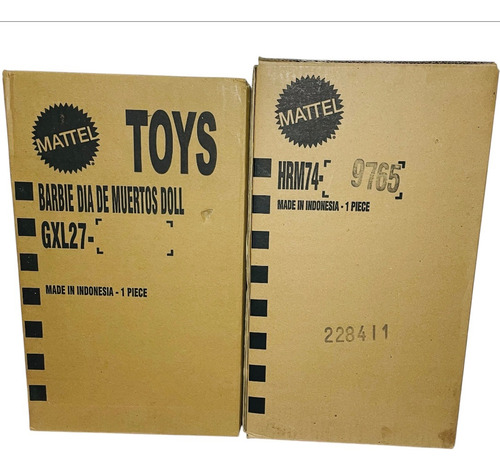 MATTEL
TOYS
BARBIE DIA DE MUERTOS DOLL
GXL27-
MADE IN INDONESIA - 1 PIECE
MATTEL
HRM74- 9765
MADE IN INDONESIA - 1 PIECE
228411